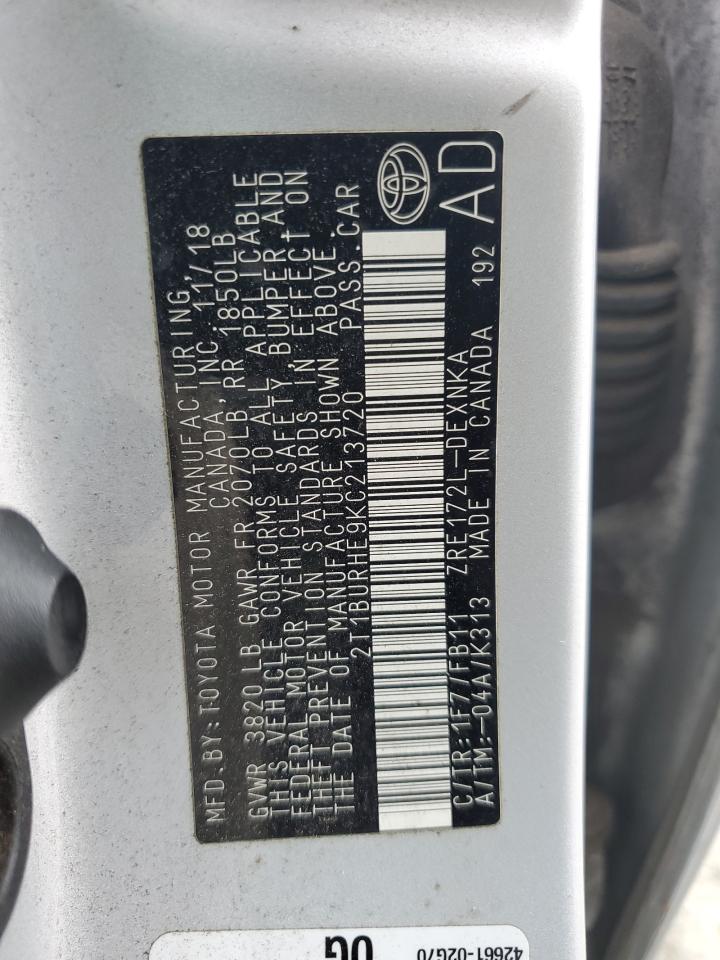 MFD.BY:TOYOTA MOTOR MANUFACTURING,
CANADA,INC. 11/18
GVWR 3820LB GAWR FR 2070LB,RR 1850LB
THIS VEHICLE CONFORMS TO ALL APPLICABLE
FEDERAL MOTOR VEHICLE SAFETY,BUMPER,AND
THEFT PREVENTION STANDARDS IN EFFECT ON
THE DATE OF MANUFACTURE SHOWN ABOVE.
2T1BURHE9KC213720 PASS.CAR
C/TR:1F7/FB11 ZRE172L-DEXNKA
A/TM:-04A/K313 MADE IN CANADA 192
AD
0G
42661-02G70